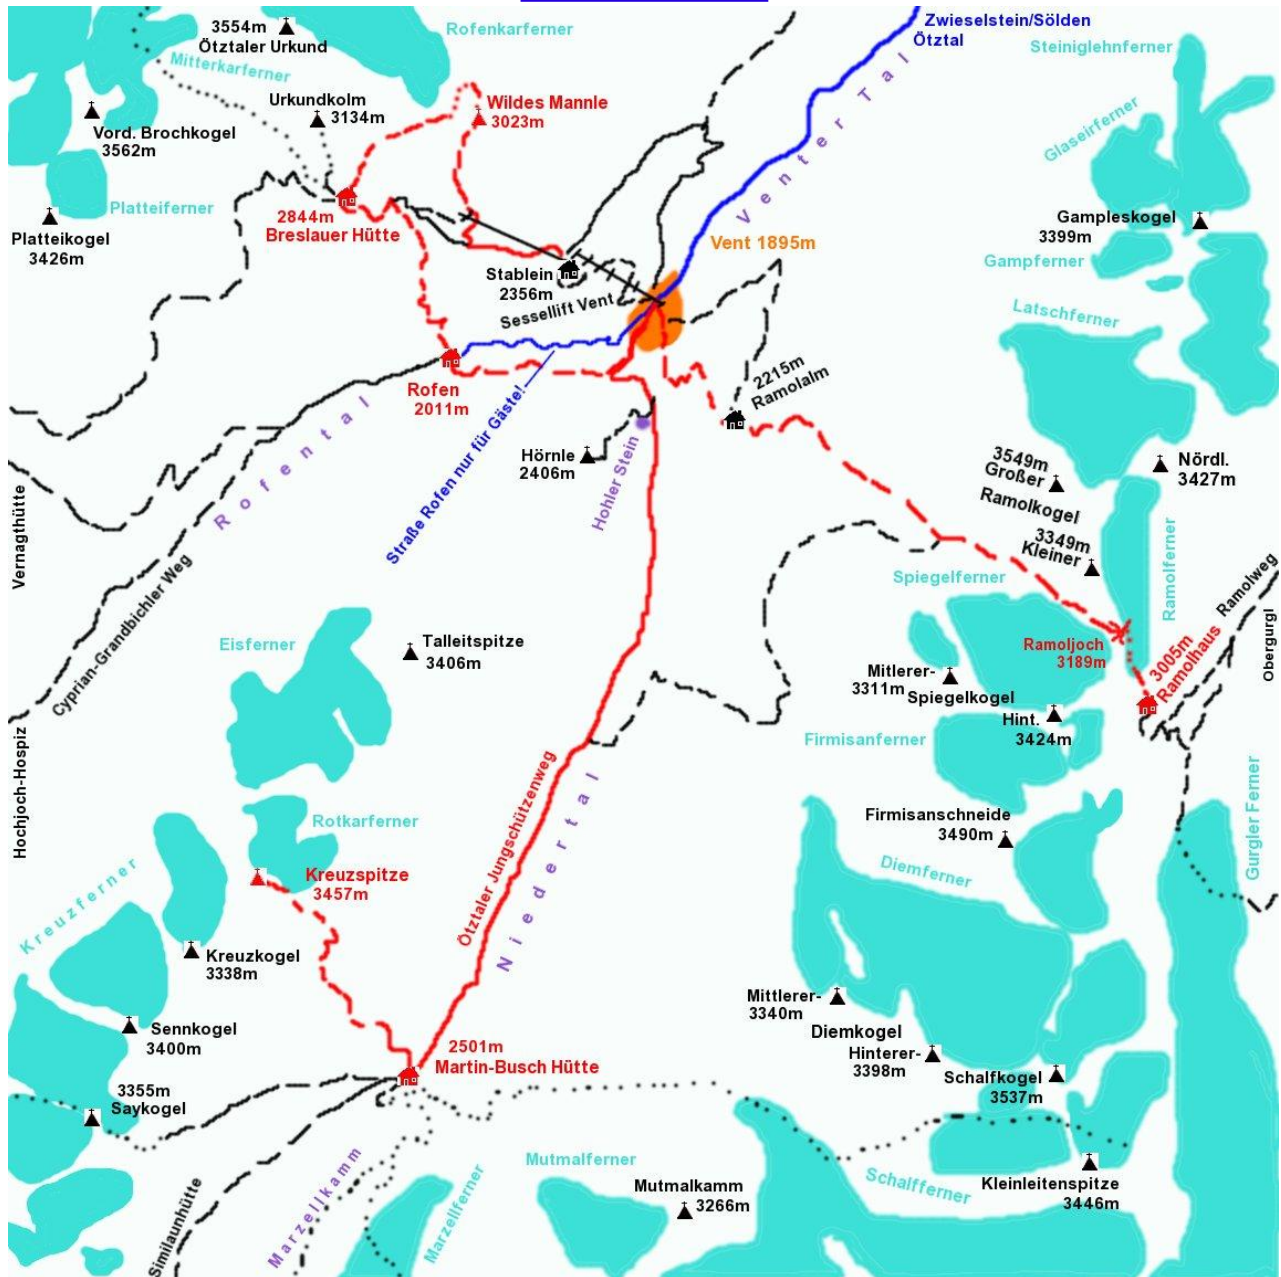 Zwieselstein/Sölden
Ötztal
3554m
Ötztaler Urkund
Rofenkarferner
Steiniglehnferner
Mitterkarferner
Urkundkolm
3134m
Wildes Mannle
3023m
Vord. Brochkogel
3562m
Glaseirferner
Venter Tal
Platteiferner
2844m
Breslauer Hütte
Platteikogel
3426m
Gampleskogel
3399m
Vent 1895m
Gampferner
Stablein
2356m
Sessellift Vent
Latschferner
Rofen
2011m
2215m
Ramolalm
Rofental
Straße Rofen nur für Gäste!
Hörnle
2406m
Hohler Stein
3549m
Großer
Ramolkogel
3349m
Kleiner
Nördl.
3427m
Vernagthütte
Cyprian-Grandbichler Weg
Ramolferner
Spiegelferner
Ramolweg
Obergurgl
Eisferner
Talleitspitze
3406m
Ramoljoch
3189m
3005m
Ramolhaus
Mitlerer-
3311m
Spiegelkogel
Hint.
3424m
Firmisanferner
Hochjoch-Hospiz
Ötztaler Jungschützenweg
Niedertal
Rotkarferner
Firmisanschneide
3490m
Gurgler Ferner
Kreuzspitze
3457m
Diemferner
Kreuzferner
Kreuzkogel
3338m
Mittlerer-
3340m
Diemkogel
Hinterer-
3398m
Sennkogel
3400m
2501m
Martin-Busch Hütte
Schalfkogel
3537m
3355m
Saykogel
Mutmalferner
Mutmalkamm
3266m
Schalfferner
Kleinleitenspitze
3446m
Similaunhütte
Marzellkamm
Marzellferner